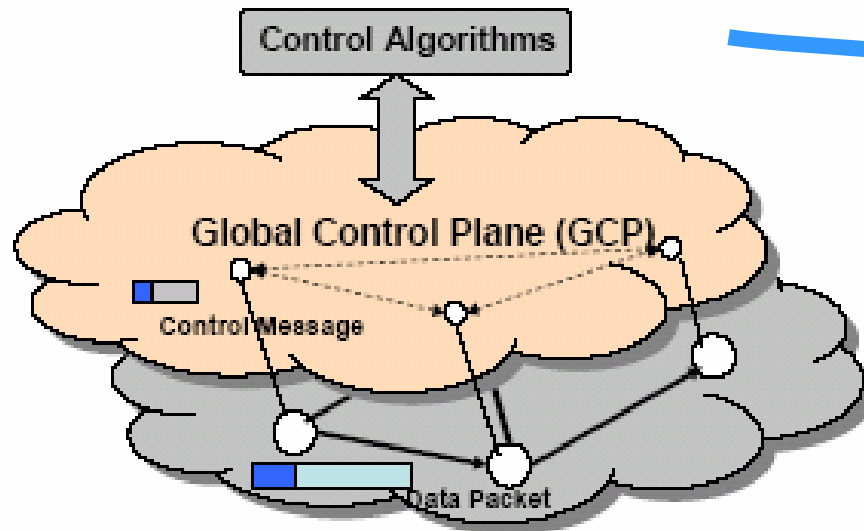 Control Algorithms
Global Control Plane (GCP)
Control Message
Data Packet